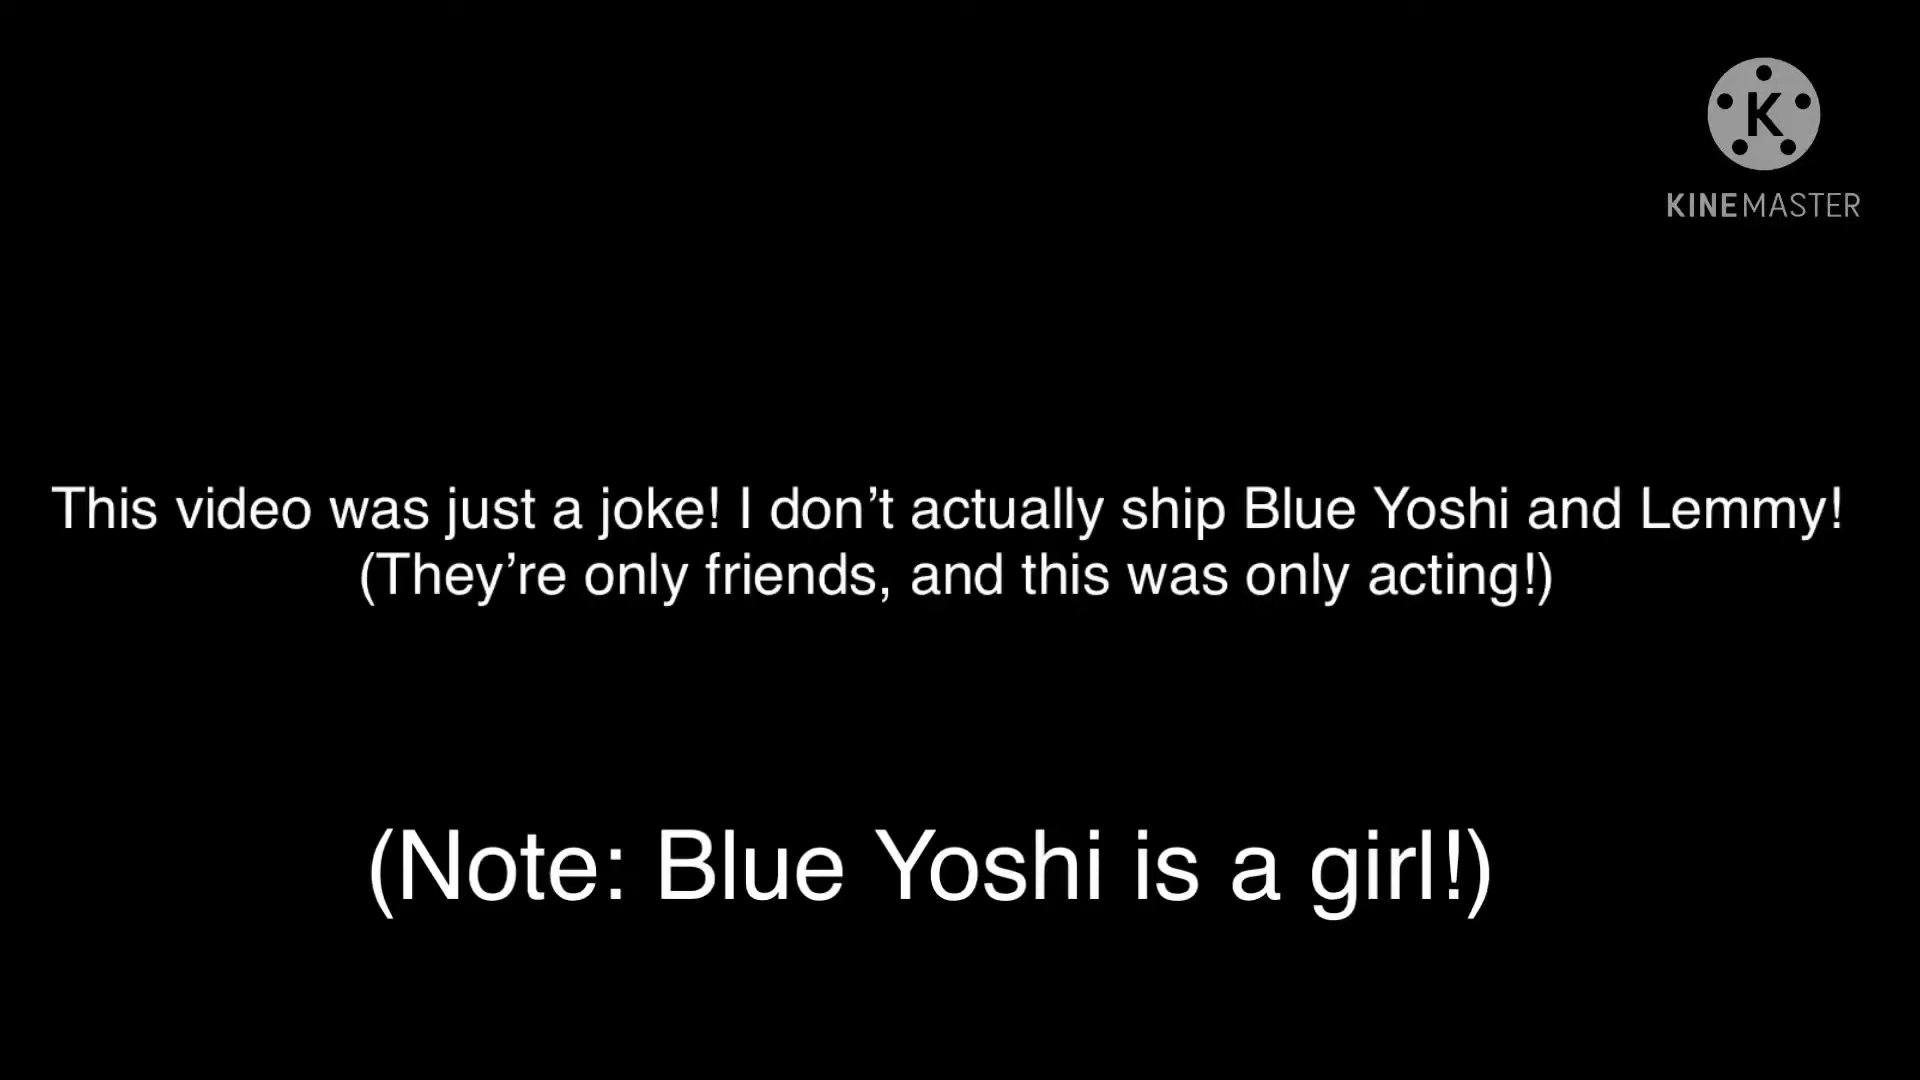 K
KINEMASTER
This video was just a joke! I don’t actually ship Blue Yoshi and Lemmy!
(They’re only friends, and this was only acting!)
(Note: Blue Yoshi is a girl!)